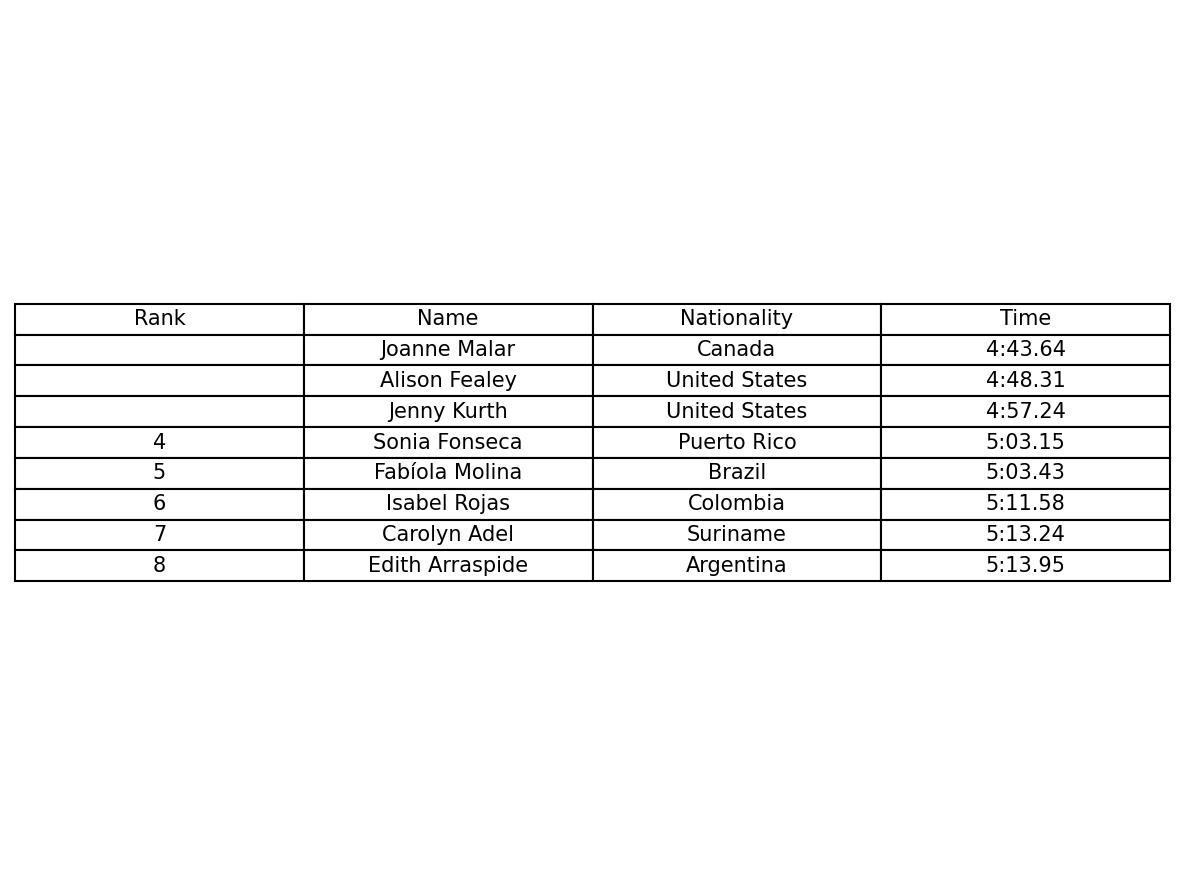 Rank Name Nationality Time
Joanne Malar Canada 4:43.64
Alison Fealey United States 4:48.31
Jenny Kurth United States 4:57.24
4 Sonia Fonseca Puerto Rico 5:03.15
5 Fabíola Molina Brazil 5:03.43
6 Isabel Rojas Colombia 5:11.58
7 Carolyn Adel Suriname 5:13.24
8 Edith Arraspide Argentina 5:13.95